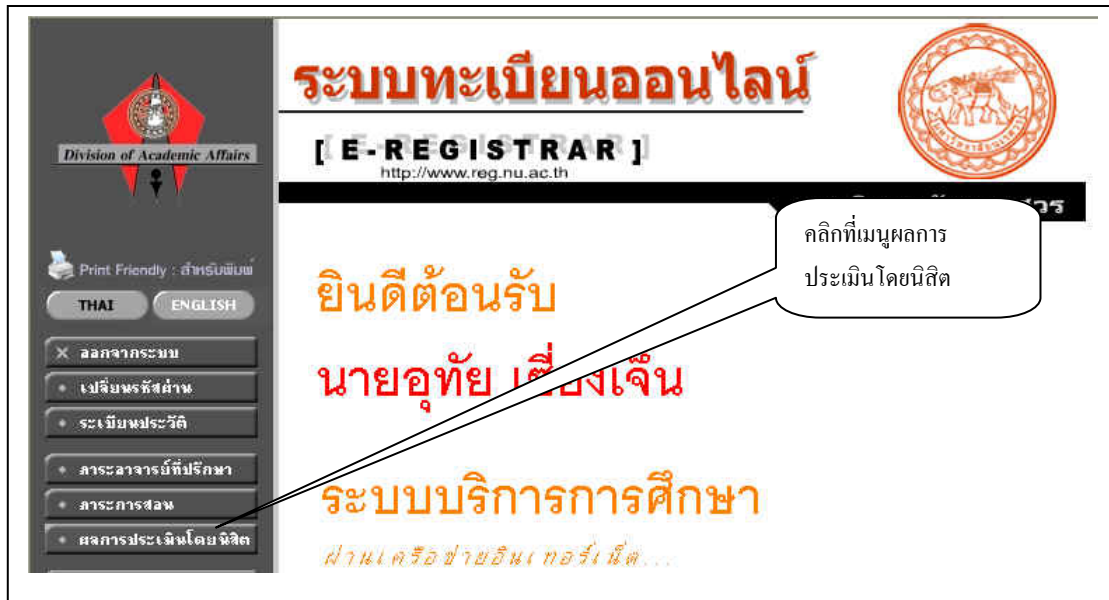 Division of Academic Affairs
Print Friendly : สำหรับพิมพ์
THAI
ENGLISH
ออกจากระบบ
เปลี่ยนรหัสผ่าน
ระเบียนประวัติ
ภาระอาจารย์ที่ปรึกษา
ภาระการสอน
ผลการประเมินโดยนิสิต
ระบบทะเบียนออนไลน์
[ E-REGISTRAR ]
http://www.reg.nu.ac.th
คลิกที่เมนูผลการ
ประเมินโดยนิสิต
ยินดีต้อนรับ
นายอุทัย เซี่องเจ็น
ระบบบริการการศึกษา
ผ่านเครือข่ายอินเทอร์เน็ต...